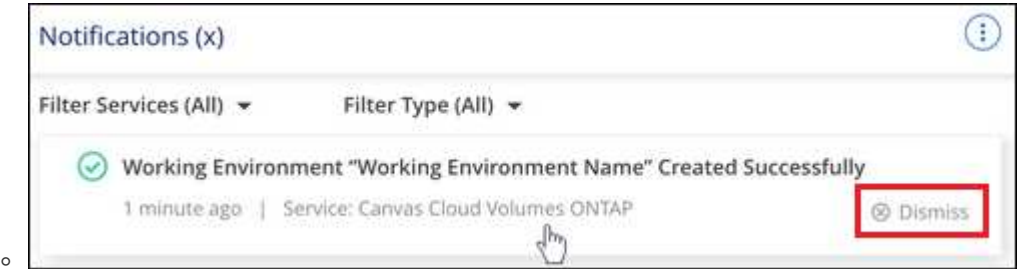 Notifications (x)
Filter Services (All) Filter Type (All)
Working Environment “Working Environment Name” Created Successfully
1 minute ago | Service: Canvas Cloud Volumes ONTAP Dismiss